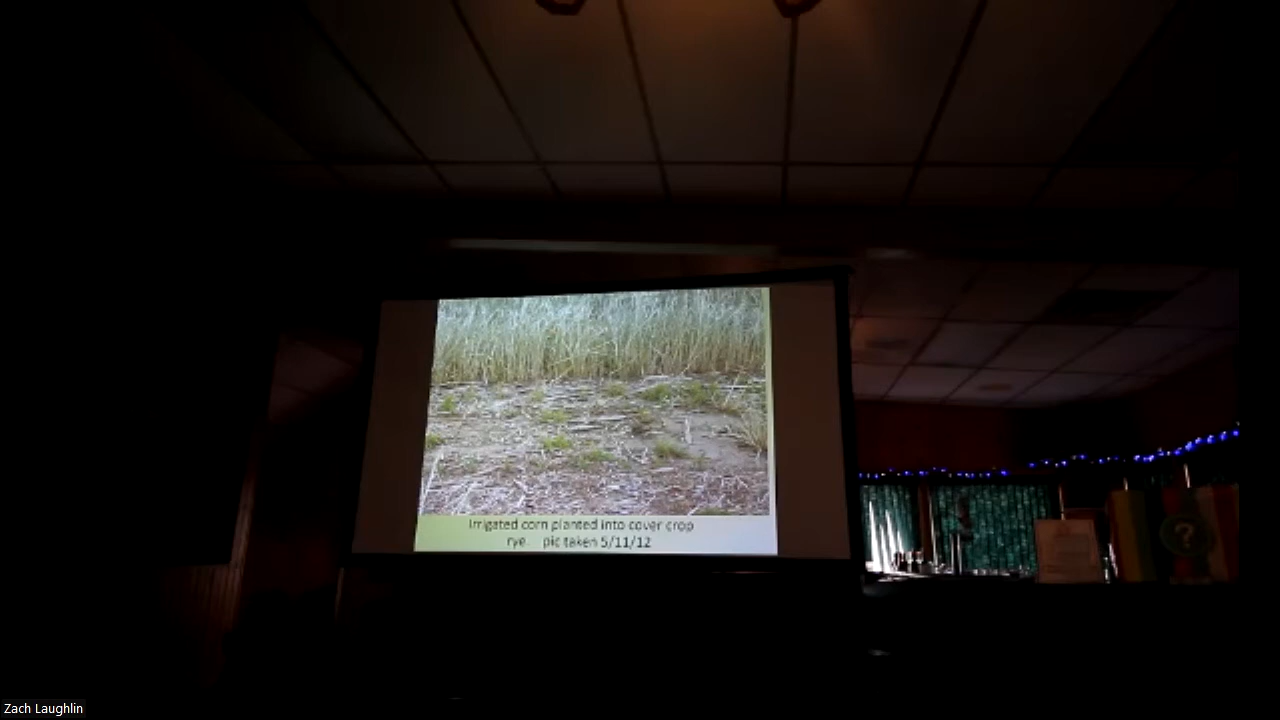 Irrigated corn planted into cover crop
rye. pic taken 5/11/12
?
Zach Laughlin